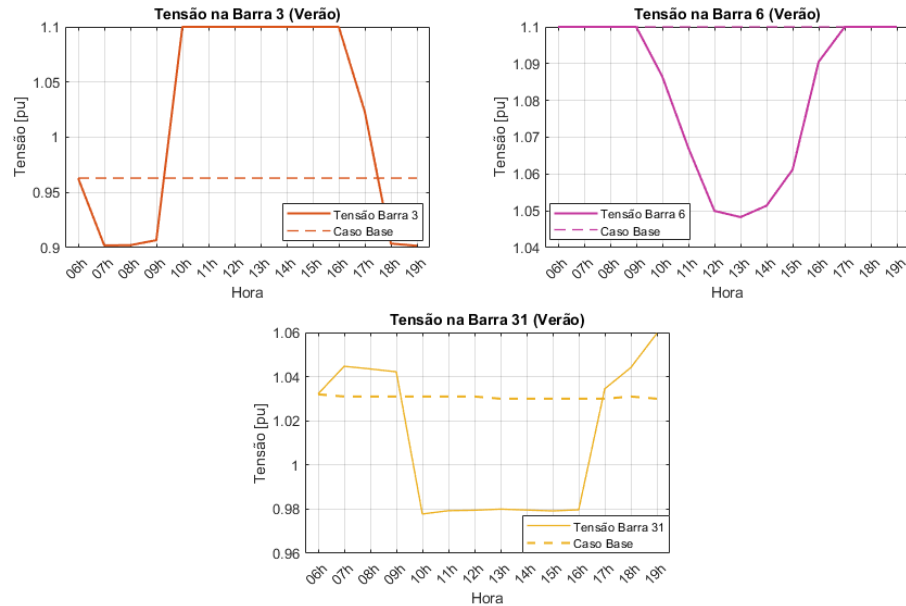 Tensão na Barra 3 (Verão)
Tensão [pu]
1.1
1.05
1
0.95
0.9
Tensão Barra 3
Caso Base
06h 07h 08h 09h 10h 11h 12h 13h 14h 15h 16h 17h 18h 19h
Hora
Tensão na Barra 6 (Verão)
Tensão [pu]
1.1
1.09
1.08
1.07
1.06
1.05
1.04
Tensão Barra 6
Caso Base
06h 07h 08h 09h 10h 11h 12h 13h 14h 15h 16h 17h 18h 19h
Hora
Tensão na Barra 31 (Verão)
Tensão [pu]
1.06
1.04
1.02
1
0.98
0.96
Tensão Barra 31
Caso Base
06h 07h 08h 09h 10h 11h 12h 13h 14h 15h 16h 17h 18h 19h
Hora